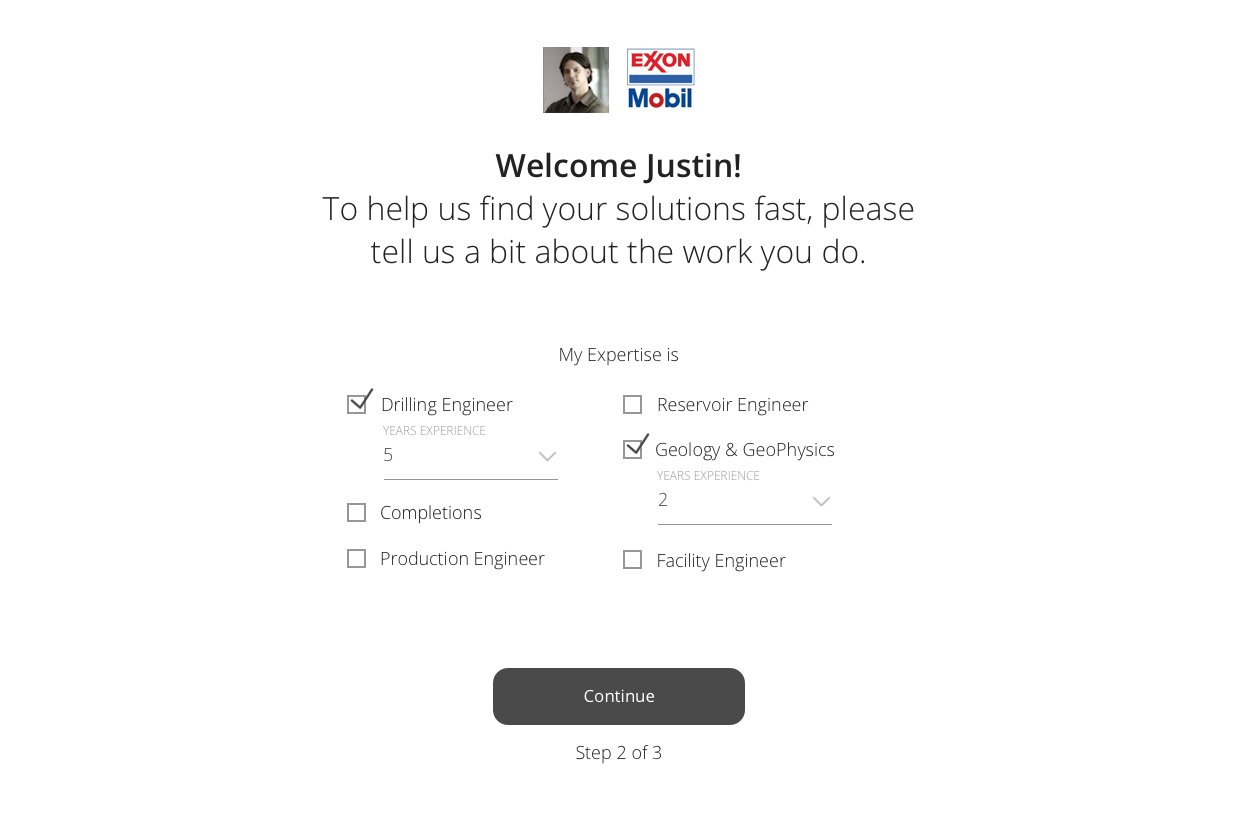 EXXON
Mobil
Welcome Justin!
To help us find your solutions fast, please
tell us a bit about the work you do.
My Expertise is
Drilling Engineer
YEARS EXPERIENCE
5
Completions
Production Engineer
Reservoir Engineer
Geology & GeoPhysics
YEARS EXPERIENCE
2
Facility Engineer
Continue
Step 2 of 3